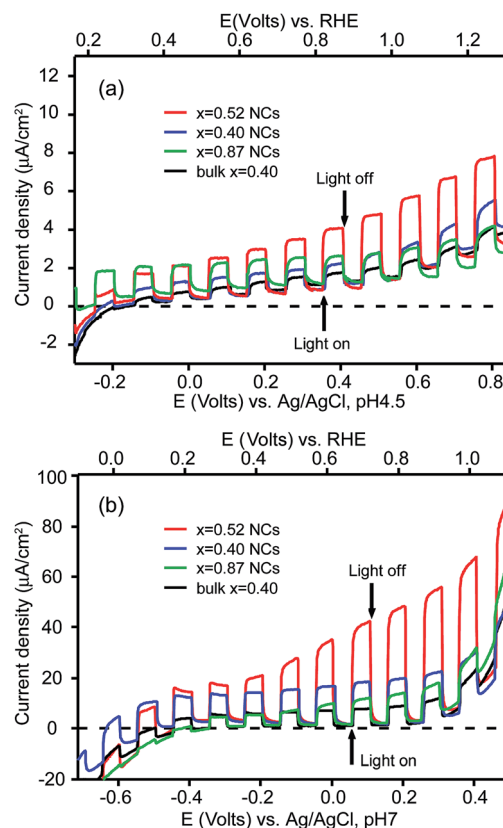 E(Volts) vs. RHE
0.2 0.4 0.6 0.8 1.0 1.2
(a)
x=0.52 NCs
x=0.40 NCs
x=0.87 NCs
bulk x=0.40
Light off
Light on
12
10
8
6
4
2
0
-2
Current density (μA/cm²)
-0.2 0.0 0.2 0.4 0.6 0.8
E (Volts) vs. Ag/AgCl, pH4.5
E (Volts) vs. RHE
0.0 0.2 0.4 0.6 0.8 1.0
(b)
x=0.52 NCs
x=0.40 NCs
x=0.87 NCs
bulk x=0.40
Light off
Light on
100
80
60
40
20
0
-20
Current density (μA/cm²)
-0.6 -0.4 -0.2 0.0 0.2 0.4
E (Volts) vs. Ag/AgCl, pH7